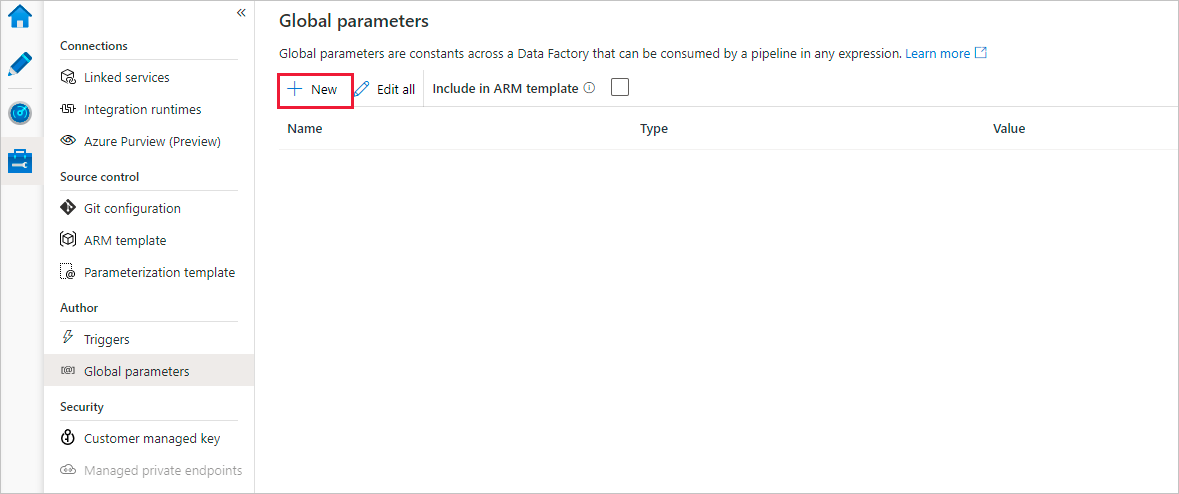 «
Connections
Linked services
Integration runtimes
Azure Purview (Preview)
Source control
Git configuration
ARM template
Parameterization template
Author
Triggers
Global parameters
Security
Customer managed key
Managed private endpoints
Global parameters
Global parameters are constants across a Data Factory that can be consumed by a pipeline in any expression. Learn more
New Edit all Include in ARM template
Name Type Value